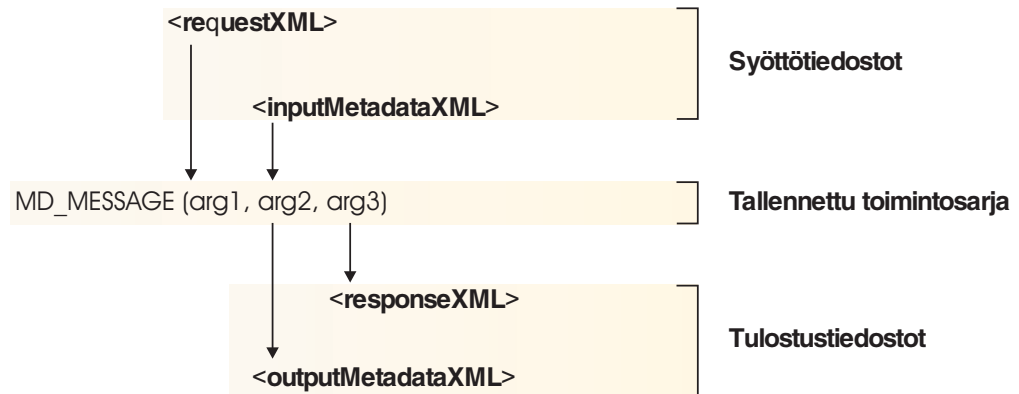 <requestXML>
Syöttötiedostot
<inputMetadataXML>
MD_MESSAGE (arg1, arg2, arg3)
Tallennettu toimintosarja
<responseXML>
Tulostustiedostot
<outputMetadataXML>